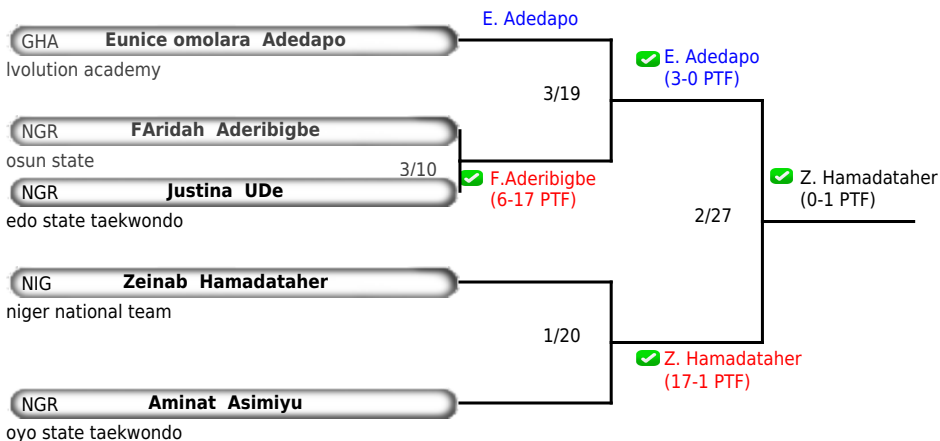 E. Adedapo
GHA Eunice omolara Adedapo
lvolution academy
E. Adedapo
(3-0 PTF)
3/19
NGR FAridah Aderibigbe
osun state
3/10
F.Aderibigbe
(6-17 PTF)
NGR Justina UDe
edo state taekwondo
Z. Hamadataher
(0-1 PTF)
2/27
NIG Zeinab Hamadataher
niger national team
1/20
Z. Hamadataher
(17-1 PTF)
NGR Aminat Asimiyu
oyo state taekwondo